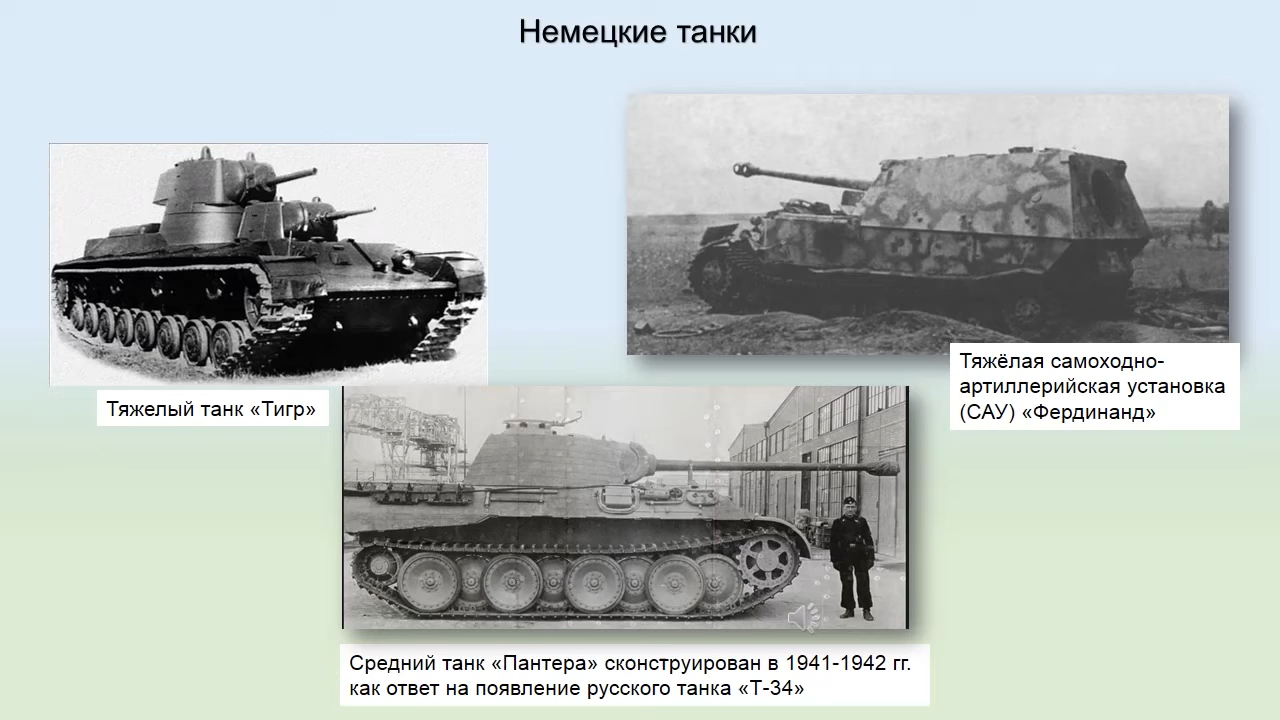 Немецкие танки
Тяжелый танк «Тигр»
Тяжёлая самоходно-
артиллерийская установка
(САУ) «Фердинанд»
Средний танк «Пантера» сконструирован в 1941-1942 гг.
как ответ на появление русского танка «Т-34»